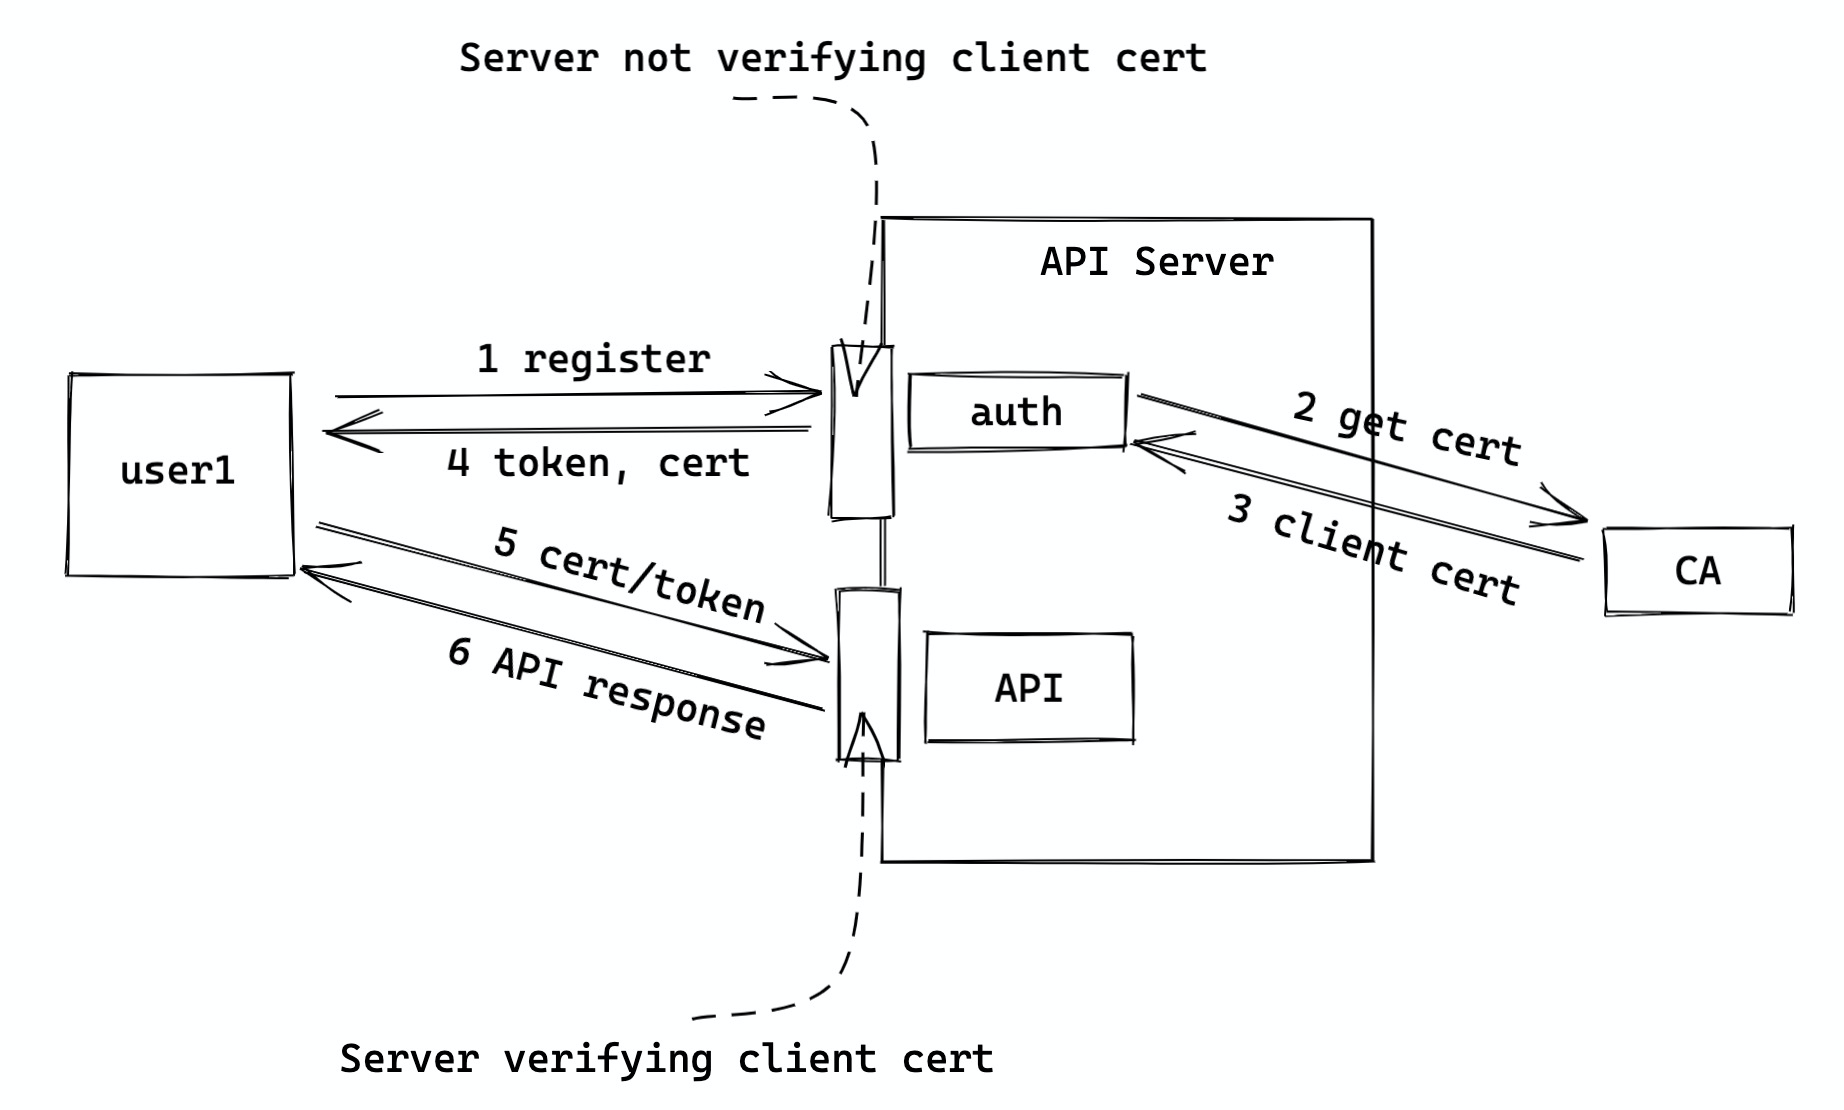 Server not verifying client cert
API Server
1 register
auth
2 get cert
4 token, cert
user1
3 client cert
CA
5 cert/token
6 API response
API
Server verifying client cert